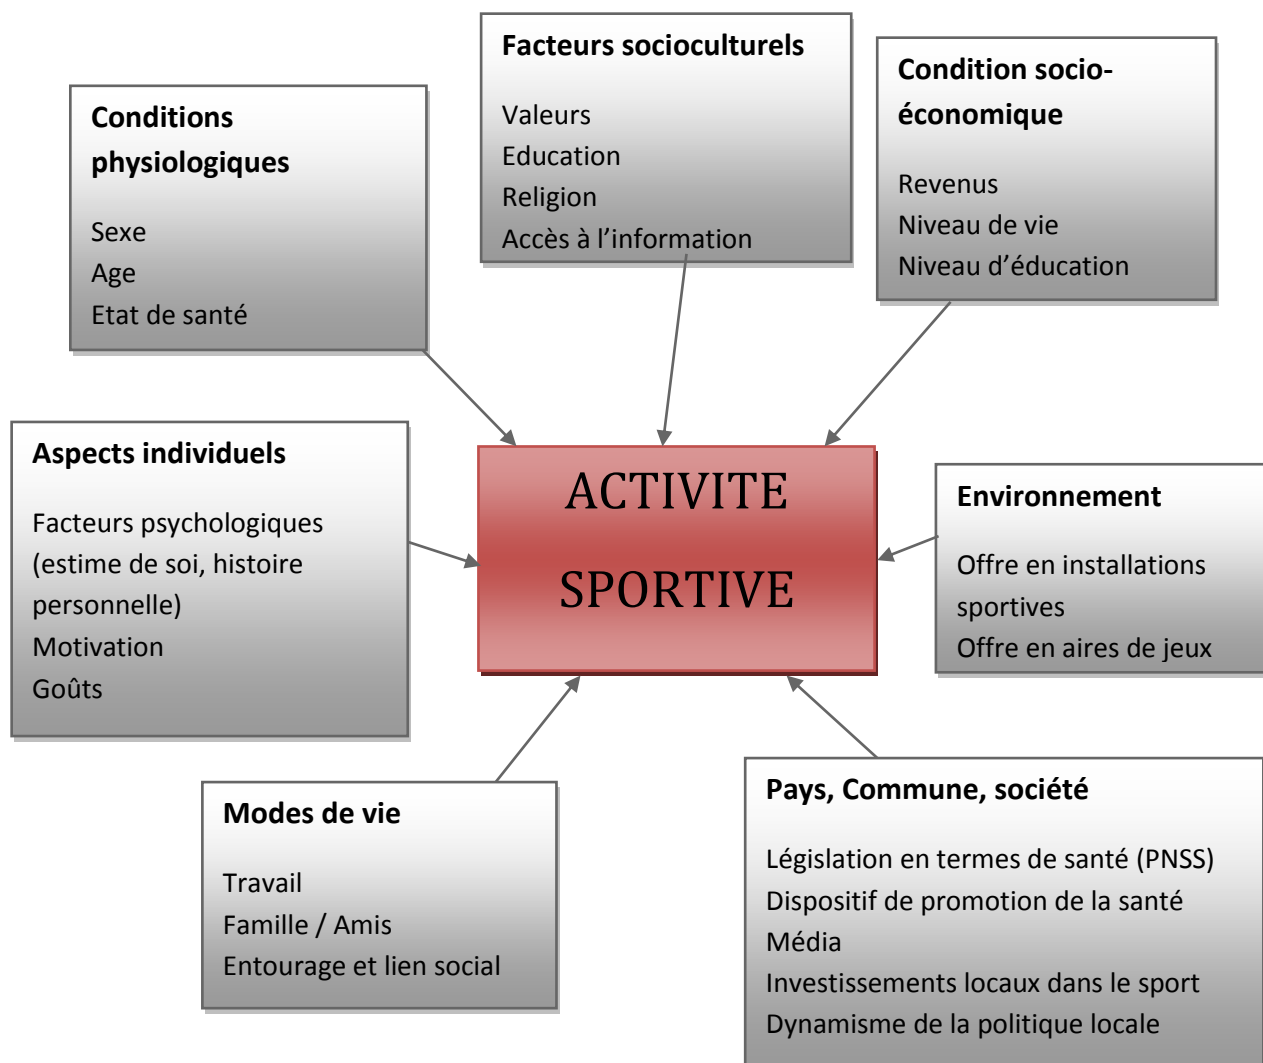 Facteurs socioculturels
Valeurs
Education
Religion
Accès à l’information
Condition socio-
économique
Revenus
Niveau de vie
Niveau d’éducation
Conditions
physiologiques
Sexe
Age
Etat de santé
Aspects individuels
Facteurs psychologiques
(estime de soi, histoire
personnelle)
Motivation
Goûts
ACTIVITE
SPORTIVE
Environnement
Offre en installations
sportives
Offre en aires de jeux
Modes de vie
Travail
Famille / Amis
Entourage et lien social
Pays, Commune, société
Législation en termes de santé (PNSS)
Dispositif de promotion de la santé
Média
Investissements locaux dans le sport
Dynamisme de la politique locale